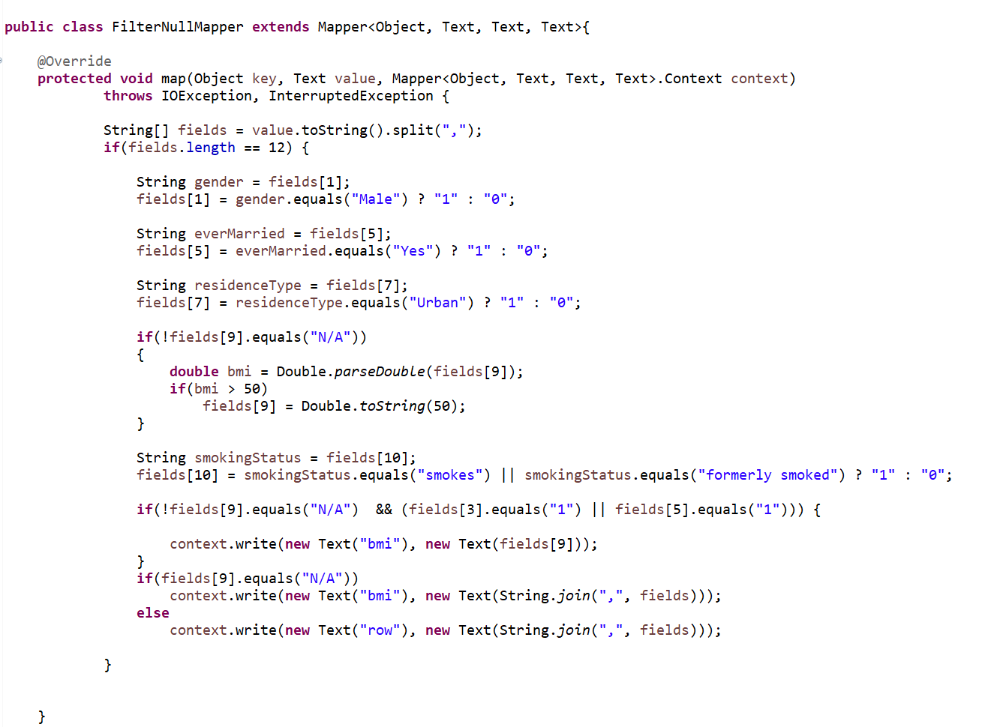 public class FilterNullMapper extends Mapper<Object, Text, Text, Text>{
@Override
protected void map(Object key, Text value, Mapper<Object, Text, Text, Text>.Context context)
throws IOException, InterruptedException {
String[] fields = value.toString().split(",");
if(fields.length == 12) {
String gender = fields[1];
fields[1] = gender.equals("Male") ? "1" : "0";
String everMarried = fields[5];
fields[5] = everMarried.equals("Yes") ? "1" : "0";
String residenceType = fields[7];
fields[7] = residenceType.equals("Urban") ? "1" : "0";
if(!fields[9].equals("N/A"))
{
double bmi = Double.parseDouble(fields[9]);
if(bmi > 50)
fields[9] = Double.toString(50);
}
String smokingStatus = fields[10];
fields[10] = smokingStatus.equals("smokes") || smokingStatus.equals("formerly smoked") ? "1" : "0";
if(!fields[9].equals("N/A")  && (fields[3].equals("1") || fields[5].equals("1"))) {
context.write(new Text("bmi"), new Text(fields[9]));
}
if(fields[9].equals("N/A"))
context.write(new Text("bmi"), new Text(String.join(",", fields)));
else
context.write(new Text("row"), new Text(String.join(",", fields)));
}
}